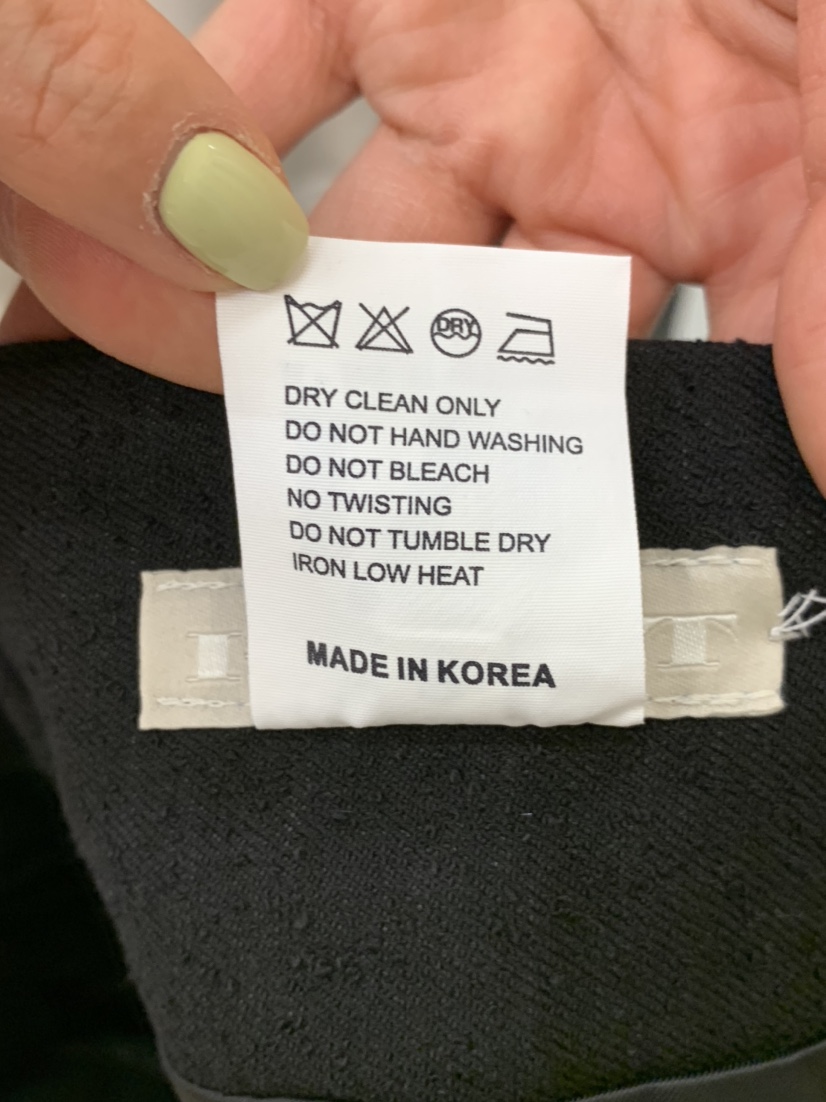 DRY
DRY CLEAN ONLY
DO NOT HAND WASHING
DO NOT BLEACH
NO TWISTING
DO NOT TUMBLE DRY
IRON LOW HEAT
MADE IN KOREA